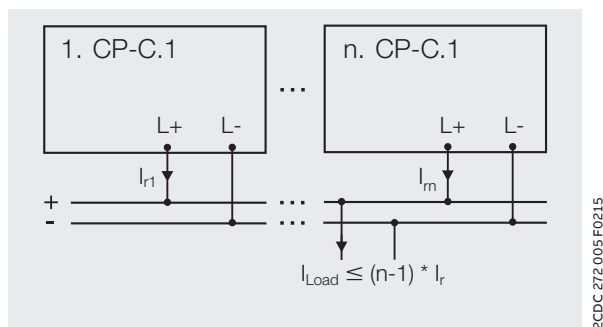 1. CP-C.1
n. CP-C.1
...
L+ L-
L+ L-
Ir1
Irn
+
...
-
...
ILoad ≤ (n-1) * Ir
2CDC 272 005 F0215